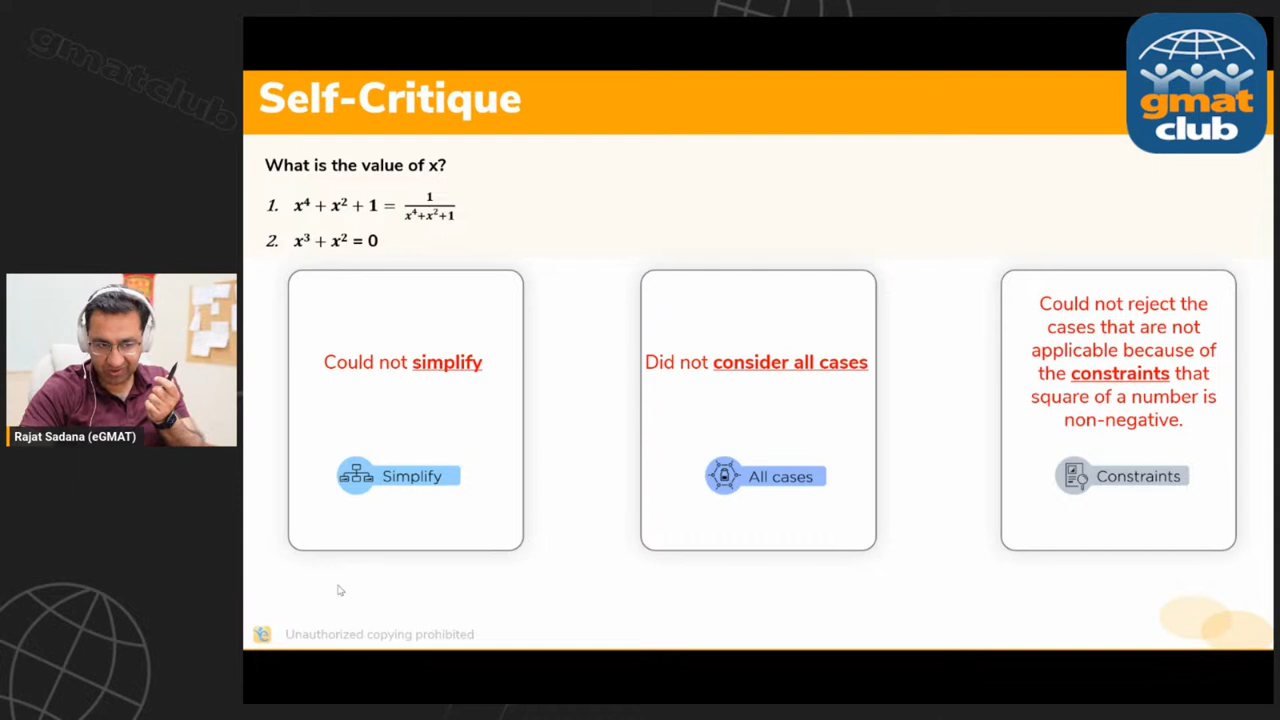 gmatclub
gmat
club
Self-Critique
What is the value of x?
1. x⁴ + x² + 1 = 1/(x⁴+x²+1)
2. x³ + x² = 0
Could not simplify
Simplify
Did not consider all cases
All cases
Could not reject the
cases that are not
applicable because of
the constraints that
square of a number is
non-negative.
Constraints
Rajat Sadana (eGMAT)
Unauthorized copying prohibited